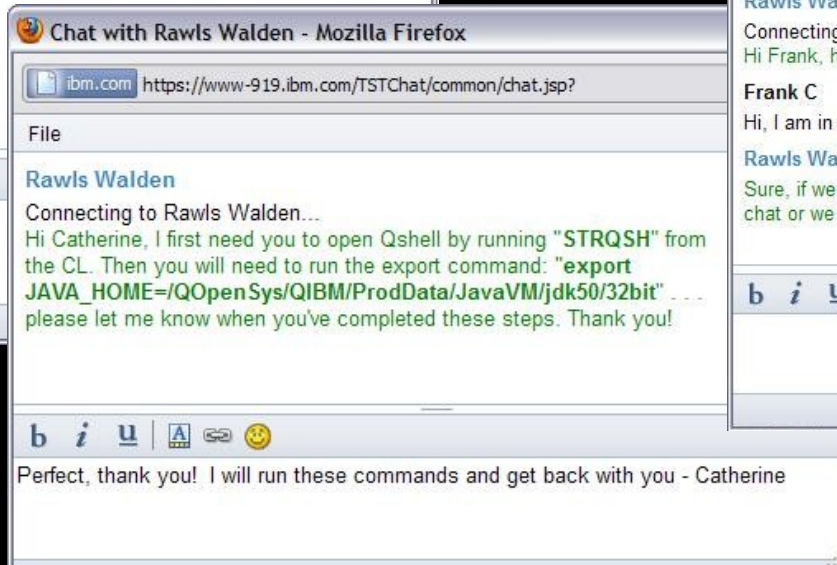 Chat with Rawls Walden - Mozilla Firefox
ibm.com https://www-919.ibm.com/TSTChat/common/chat.jsp?
File
Rawls Walden
Connecting to Rawls Walden...
Hi Catherine, I first need you to open Qshell by running "STRQSH" from
the CL. Then you will need to run the export command: "export
JAVA_HOME=/QOpenSys/QIBM/ProdData/JavaVM/jdk50/32bit" . . .
please let me know when you've completed these steps. Thank you!
b i u A
Perfect, thank you! I will run these commands and get back with you - Catherine
Rawls Wa
Connecting
Hi Frank, h
Frank C
Hi, I am in
Rawls Wa
Sure, if we
chat or we
b i u